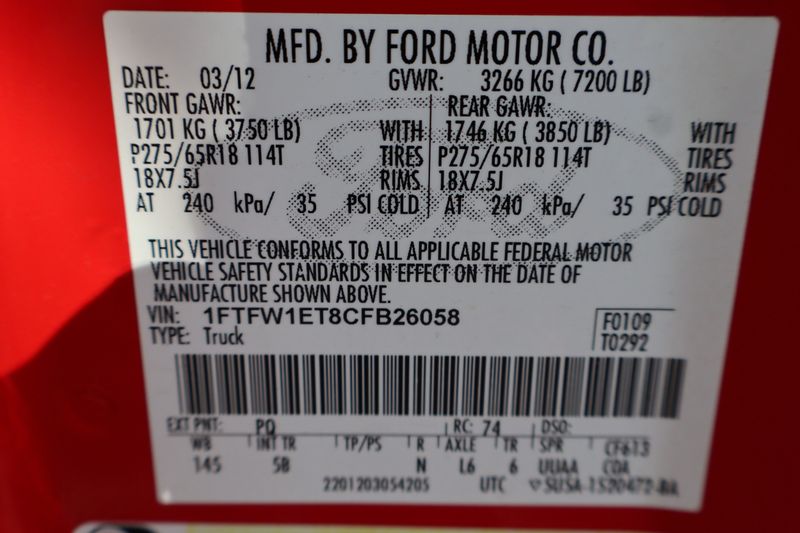 MFD. BY FORD MOTOR CO.
DATE: 03/12 GVWR: 3266 KG ( 7200 LB)
FRONT GAWR: REAR GAWR:
1701 KG ( 3750 LB) WITH 1746 KG ( 3850 LB) WITH
P275/65R18 114T TIRES P275/65R18 114T TIRES
18X7.5J RIMS 18X7.5J RIMS
AT 240 kPa/ 35 PSI COLD AT 240 kPa/ 35 PSI COLD
THIS VEHICLE CONFORMS TO ALL APPLICABLE FEDERAL MOTOR
VEHICLE SAFETY STANDARDS IN EFFECT ON THE DATE OF
MANUFACTURE SHOWN ABOVE.
VIN: 1FTFW1ET8CFB26058 F0109
TYPE: Truck T0292
EXT PNT: PQ RC: 74 DSO:
WB INT TR TP/PS R AXLE TR SPR CF613
145 5B N L6 6 UUAA CDA
2201203054205 UTC SU5A-1520472-BA